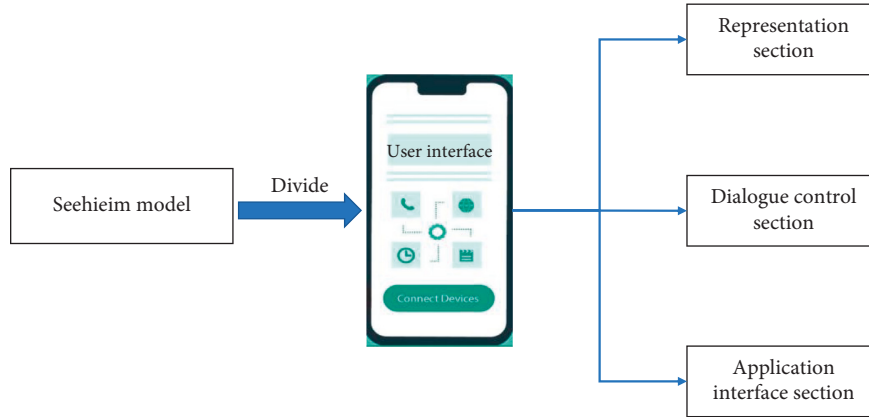 Seehieim model
Divide
User interface
Connect Devices
Representation
section
Dialogue control
section
Application
interface section